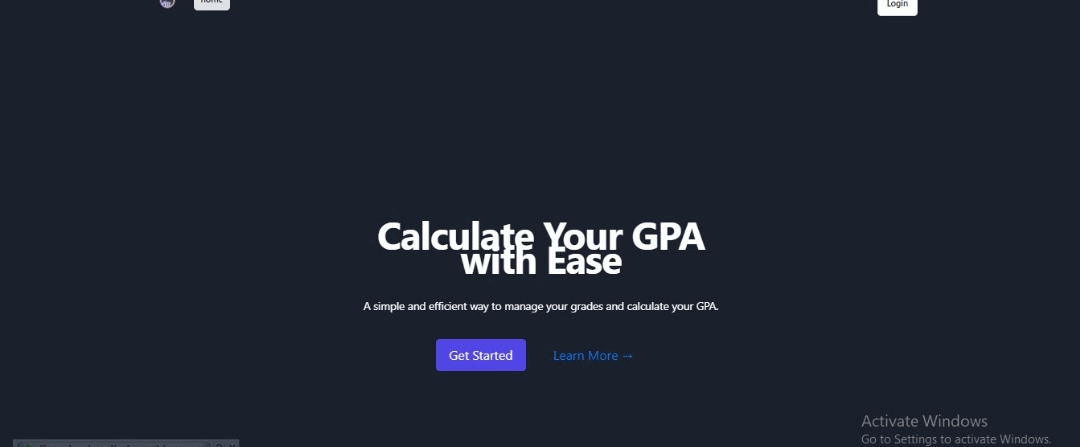 Home
Login
Calculate Your GPA
with Ease
A simple and efficient way to manage your grades and calculate your GPA.
Get Started
Learn More →
Activate Windows
Go to Settings to activate Windows.